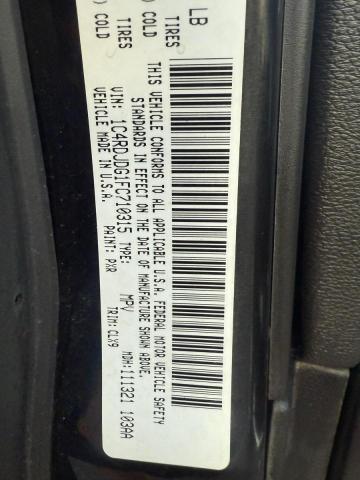 LB
TIRES
) COLD
TIRES
) COLD
THIS VEHICLE CONFORMS TO ALL APPLICABLE U.S.A. FEDERAL MOTOR VEHICLE SAFETY
STANDARDS IN EFFECT ON THE DATE OF MANUFACTURE SHOWN ABOVE.
VIN: 1C4RDJDG1FC710315 TYPE: MPV MDH:111321 103AA
VEHICLE MADE IN U.S.A. PAINT: PXR TRIM:CLX9